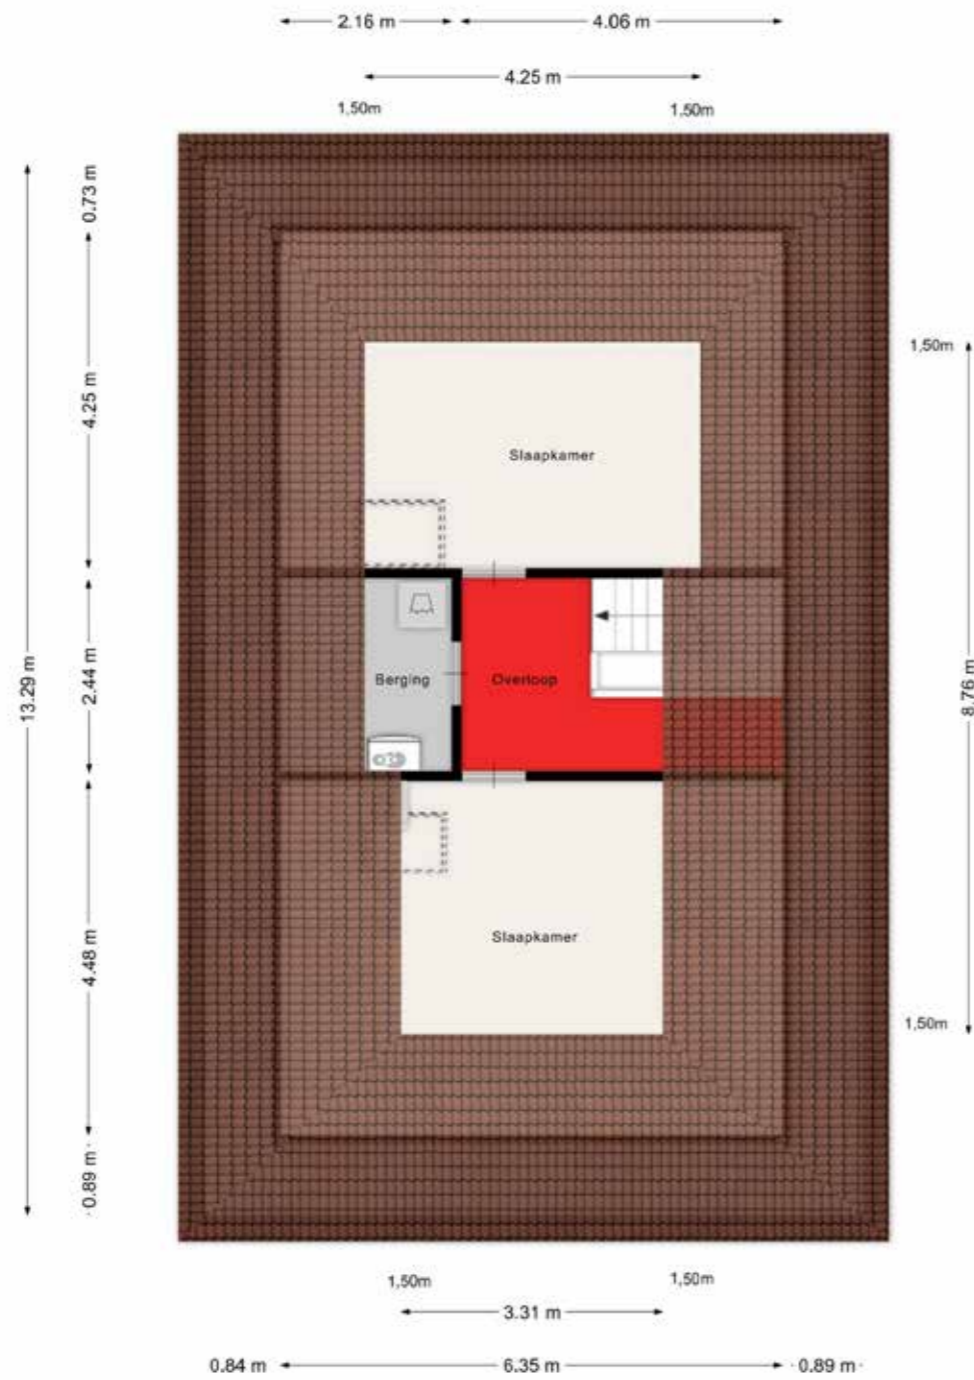 2.16 m 4.06 m
4.25 m
1,50m 1,50m
0.73 m
1,50m
4.25 m
Slaapkamer
2.44 m
Berging Overloop
13.29 m
8.76 m
Slaapkamer
4.48 m
1,50m
0.89 m
1,50m 1,50m
3.31 m
0.84 m 6.35 m 0.89 m